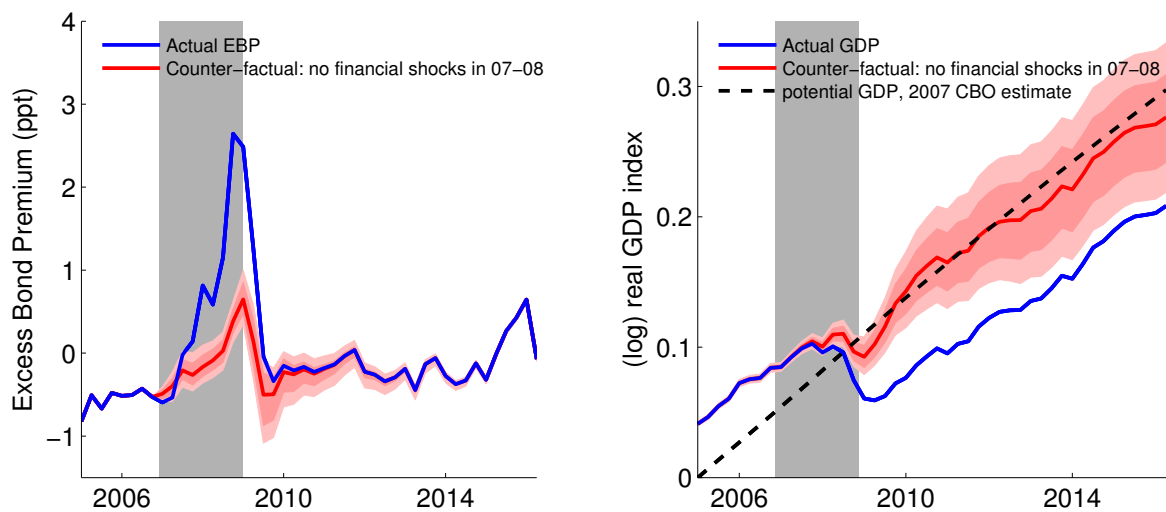 Excess Bond Premium (ppt)
4
3
2
1
0
−1
2006
2010
2014
Actual EBP
Counter−factual: no financial shocks in 07−08
(log) real GDP index
0.3
0.2
0.1
0
2006
2010
2014
Actual GDP
Counter−factual: no financial shocks in 07−08
potential GDP, 2007 CBO estimate